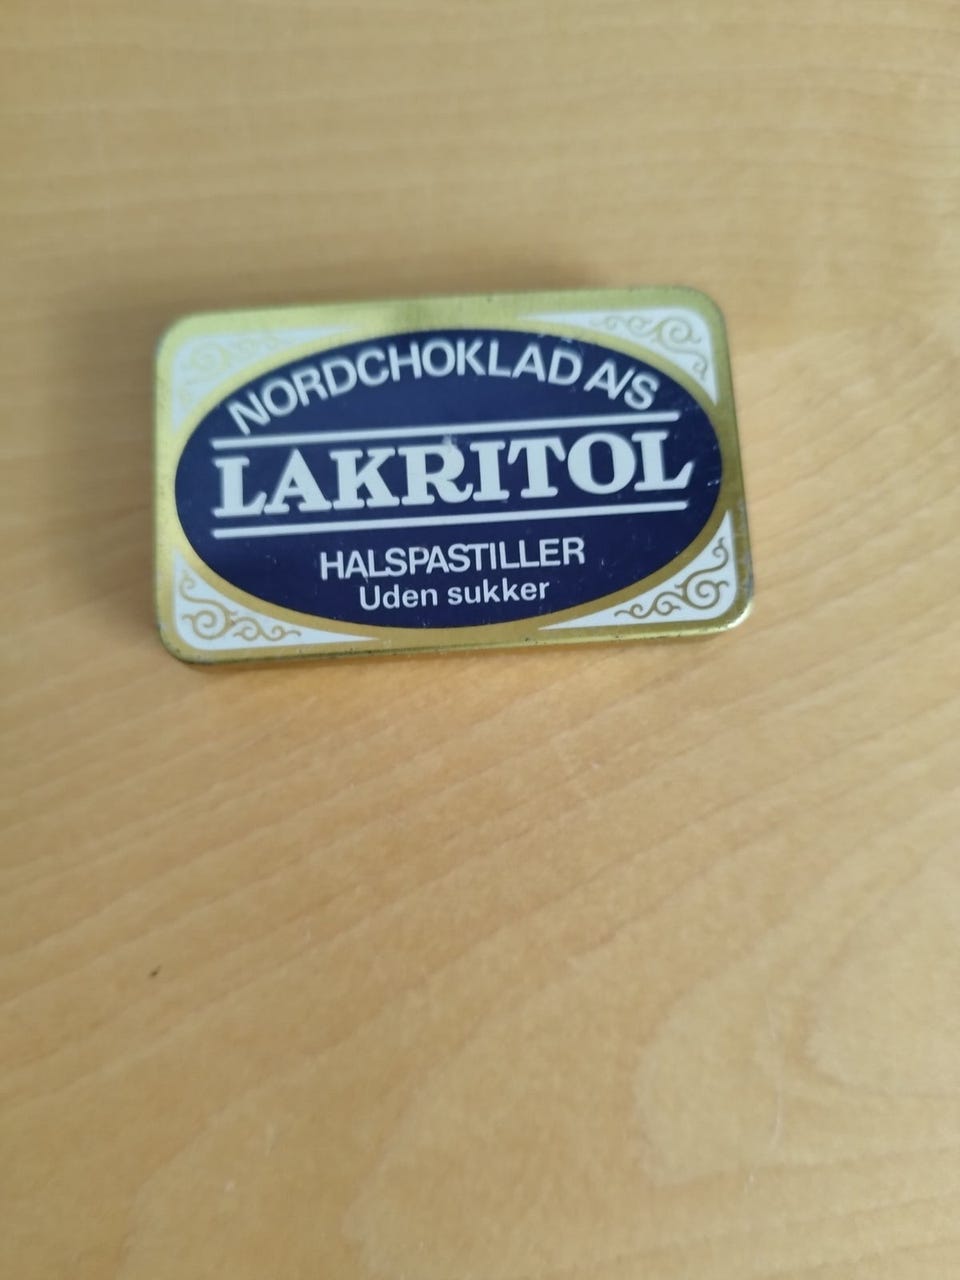 NORDCHOKLAD A/S
LAKRITOL
HALSPASTILLER
Uden sukker